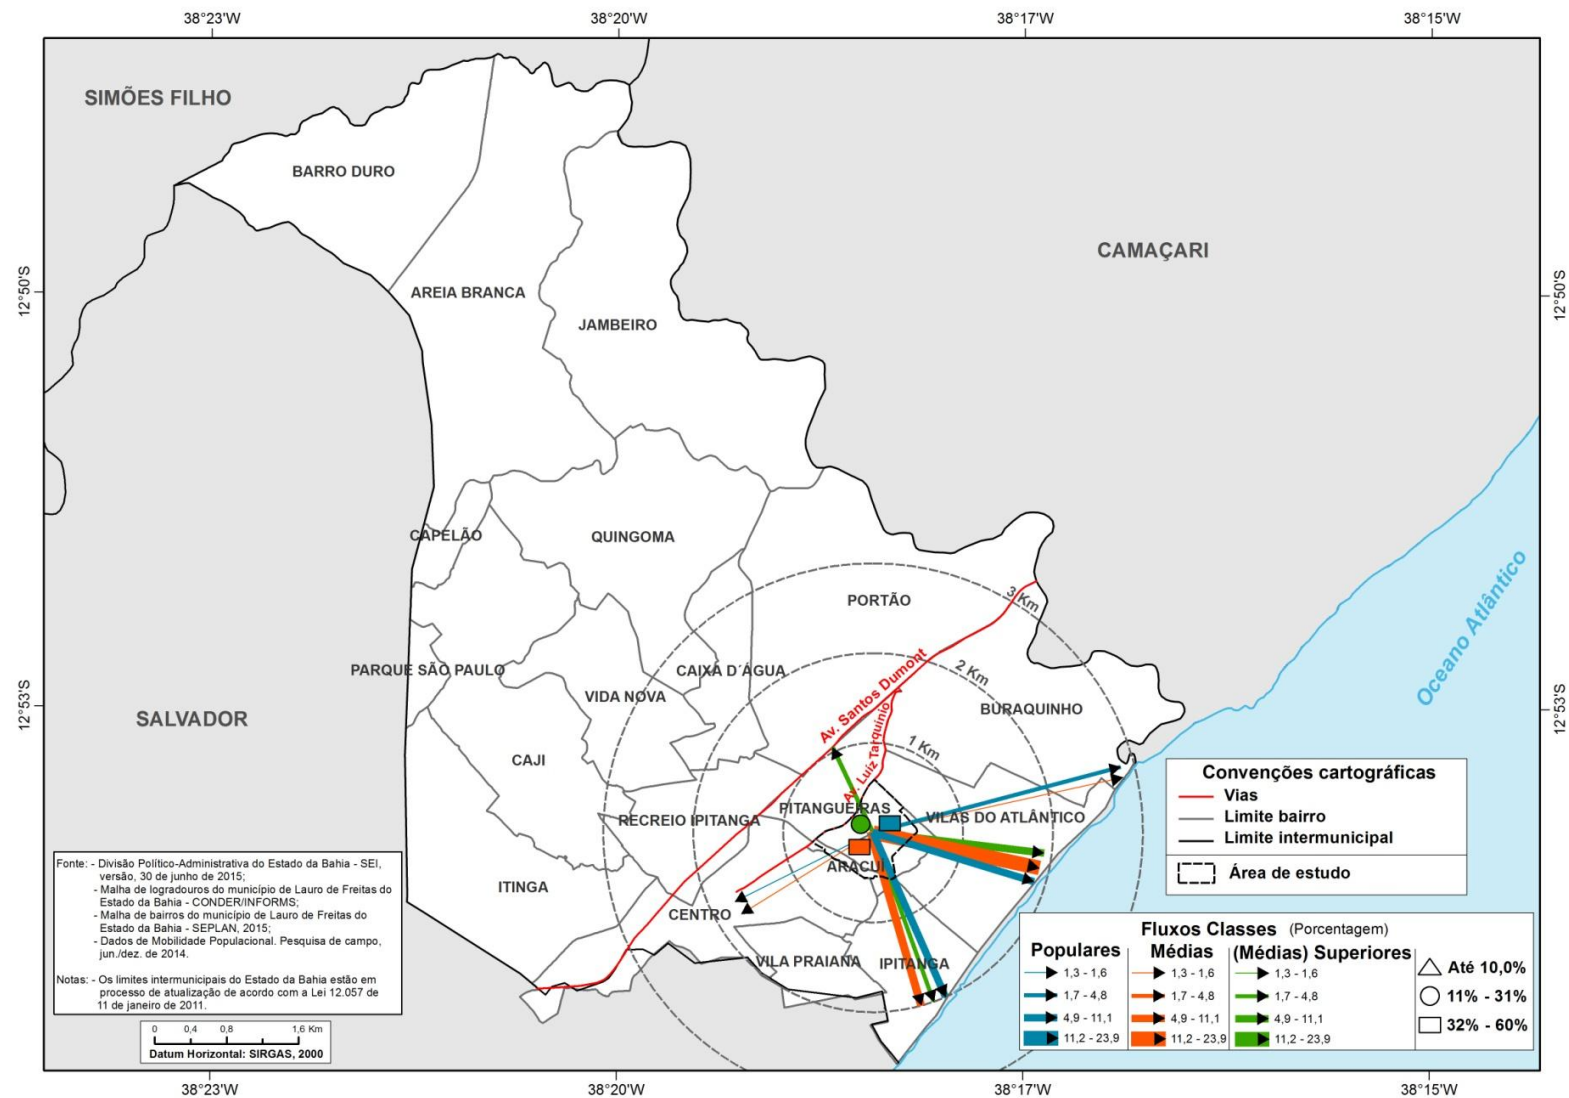 38°23'W
38°20'W
38°17'W
38°15'W
SIMÕES FILHO
BARRO DURO
CAMAÇARI
12°50'S
12°50'S
AREIA BRANCA
JAMBEIRO
CAPELÃO
QUINGOMA
Oceano Atlântico
3 Km
PORTÃO
PARQUE SÃO PAULO
CAIXA D´ÁGUA
2 Km
VIDA NOVA
Av. Santos Dumont
BURAQUINHO
12°53'S
12°53'S
SALVADOR
1 Km
Av. Luíz Tarquínio
CAJI
PITANGUEIRAS
RECREIO IPITANGA
VILAS DO ATLÂNTICO
ARACUI
ITINGA
CENTRO
VILA PRAIANA
IPITANGA
Convenções cartográficas
Vias
Limite bairro
Limite intermunicipal
Área de estudo
Fonte: - Divisão Político-Administrativa do Estado da Bahia - SEI,
versão, 30 de junho de 2015;
- Malha de logradouros do município de Lauro de Freitas do
Estado da Bahia - CONDER/INFORMS;
- Malha de bairros do município de Lauro de Freitas do
Estado da Bahia - SEPLAN, 2015;
- Dados de Mobilidade Populacional. Pesquisa de campo,
jun./dez. de 2014.
Notas: - Os limites intermunicipais do Estado da Bahia estão em
processo de atualização de acordo com a Lei 12.057 de
11 de janeiro de 2011.
0 0,4 0,8 1,6 Km
Datum Horizontal: SIRGAS, 2000
Fluxos Classes (Porcentagem)
Populares Médias (Médias) Superiores
1,3 - 1,6 1,3 - 1,6 1,3 - 1,6
1,7 - 4,8 1,7 - 4,8 1,7 - 4,8
4,9 - 11,1 4,9 - 11,1 4,9 - 11,1
11,2 - 23,9 11,2 - 23,9 11,2 - 23,9
Até 10,0%
11% - 31%
32% - 60%
38°23'W
38°20'W
38°17'W
38°15'W